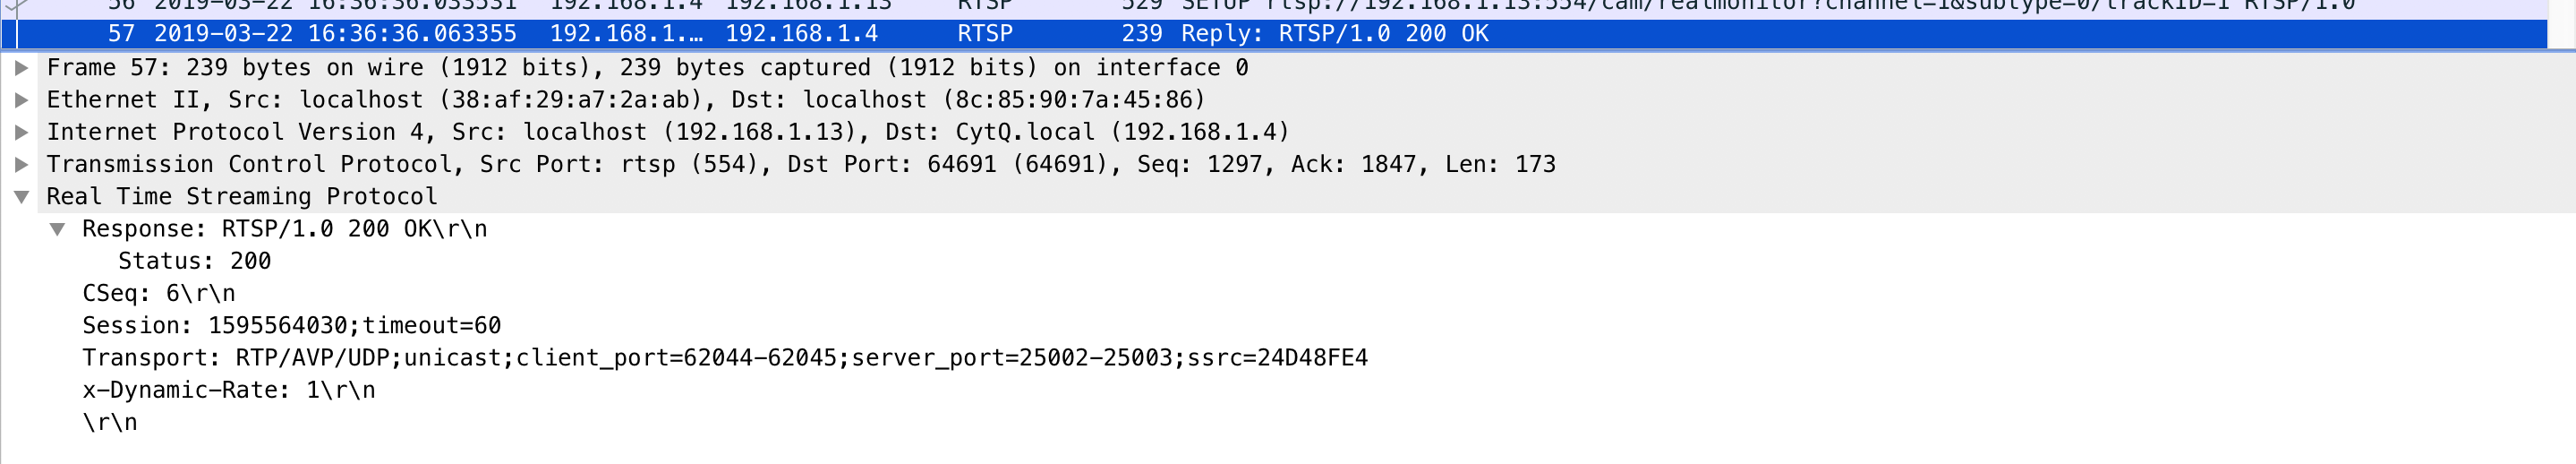 56 2019-03-22 16:36:36.033531 192.168.1.4 192.168.1.13 RTSP 529 SETUP rtsp://192.168.1.13:554/cam/realmonitor?channel=1&subtype=0/trackID=1 RTSP/1.0
57 2019-03-22 16:36:36.063355 192.168.1.… 192.168.1.4 RTSP 239 Reply: RTSP/1.0 200 OK
Frame 57: 239 bytes on wire (1912 bits), 239 bytes captured (1912 bits) on interface 0
Ethernet II, Src: localhost (38:af:29:a7:2a:ab), Dst: localhost (8c:85:90:7a:45:86)
Internet Protocol Version 4, Src: localhost (192.168.1.13), Dst: CytQ.local (192.168.1.4)
Transmission Control Protocol, Src Port: rtsp (554), Dst Port: 64691 (64691), Seq: 1297, Ack: 1847, Len: 173
Real Time Streaming Protocol
Response: RTSP/1.0 200 OK\r\n
Status: 200
CSeq: 6\r\n
Session: 1595564030;timeout=60
Transport: RTP/AVP/UDP;unicast;client_port=62044-62045;server_port=25002-25003;ssrc=24D48FE4
x-Dynamic-Rate: 1\r\n
\r\n